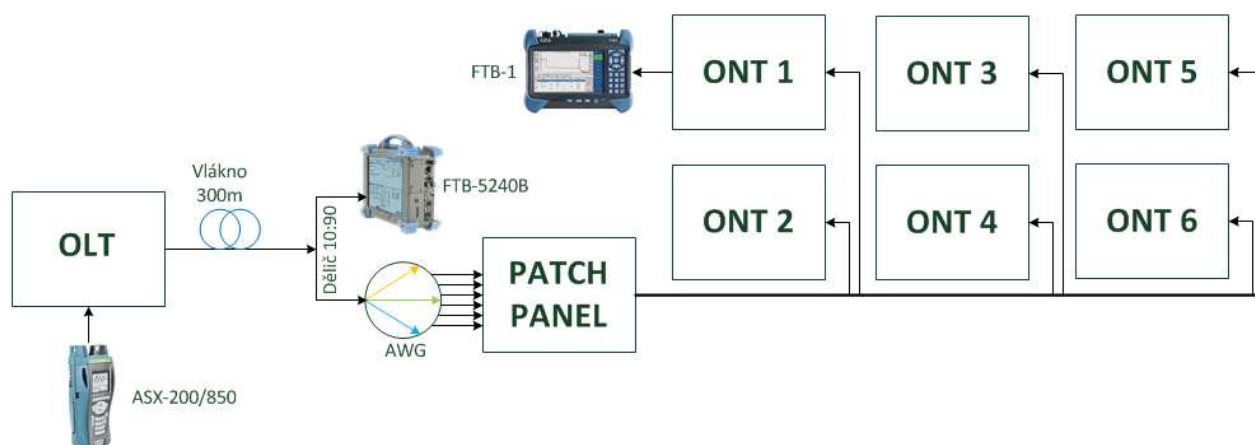 FTB-1
ONT 1
ONT 3
ONT 5
Vlákno
300m
FTB-5240B
OLT
Dělič 10:90
ONT 2
ONT 4
ONT 6
PATCH
PANEL
AWG
ASX-200/850